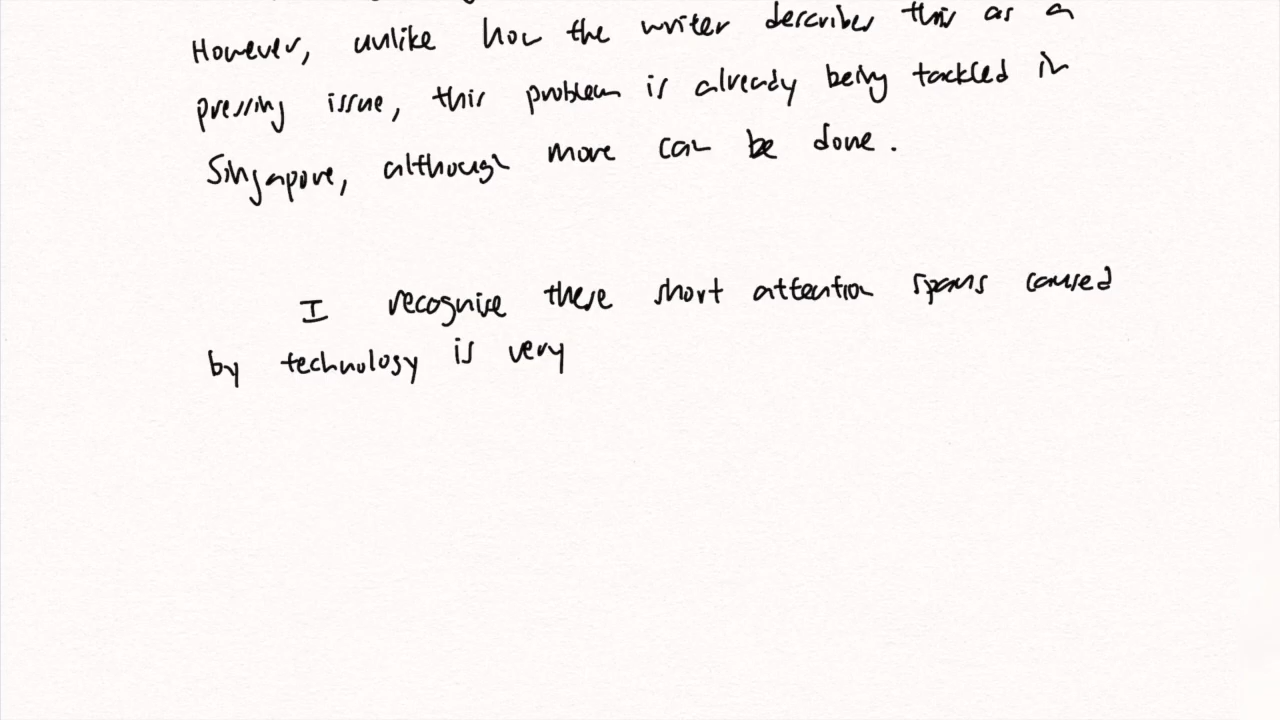 However, unlike how the writer describes this as a
pressing issue, this problem is already being tackled in
Singapore, although more can be done.
I recognise these short attention spans caused
by technology is very